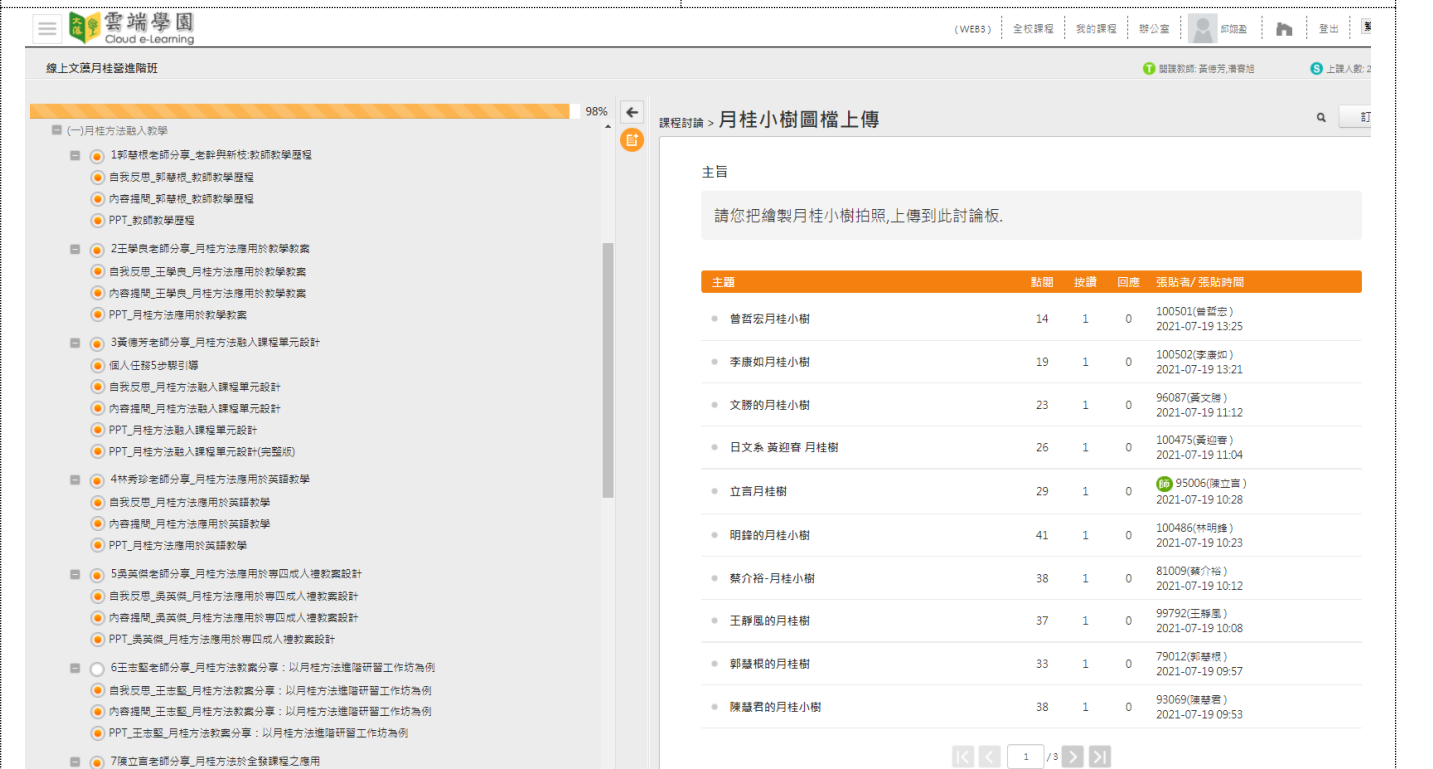 雲端學園
Cloud e-Learning
(WEB3) 全校課程 我的課程 辦公室 邱翊盈 登出 繁
線上文藻月桂營進階班
T 開課教師: 黃德芳,潘春旭 S 上課人數: 2
98%
(一)月桂方法融入教學
1郭慧根老師分享_老幹與新枝:教師教學歷程
自我反思_郭慧根_教師教學歷程
內容提問_郭慧根_教師教學歷程
PPT_教師教學歷程
2王學良老師分享_月桂方法應用於教學教案
自我反思_王學良_月桂方法應用於教學教案
內容提問_王學良_月桂方法應用於教學教案
PPT_月桂方法應用於教學教案
3黃德芳老師分享_月桂方法融入課程單元設計
個人任務5步驟引導
自我反思_月桂方法融入課程單元設計
內容提問_月桂方法融入課程單元設計
PPT_月桂方法融入課程單元設計
PPT_月桂方法融入課程單元設計(完整版)
4林秀珍老師分享_月桂方法應用於英語教學
自我反思_月桂方法應用於英語教學
內容提問_月桂方法應用於英語教學
PPT_月桂方法應用於英語教學
5吳英傑老師分享_月桂方法應用於專四成人禮教案設計
自我反思_吳英傑_月桂方法應用於專四成人禮教案設計
內容提問_吳英傑_月桂方法應用於專四成人禮教案設計
PPT_吳英傑_月桂方法應用於專四成人禮教案設計
6王志堅老師分享_月桂方法教案分享：以月桂方法進階研習工作坊為例
自我反思_王志堅_月桂方法教案分享：以月桂方法進階研習工作坊為例
內容提問_王志堅_月桂方法教案分享：以月桂方法進階研習工作坊為例
PPT_王志堅_月桂方法教案分享：以月桂方法進階研習工作坊為例
7陳立言老師分享_月桂方法於全發課程之應用
課程討論 > 月桂小樹圖檔上傳
訂
主旨
請您把繪製月桂小樹拍照,上傳到此討論板.
主題 點閱 按讚 回應 張貼者/ 張貼時間
曾哲宏月桂小樹 14 1 0 100501(曾哲宏)
2021-07-19 13:25
李康如月桂小樹 19 1 0 100502(李康如)
2021-07-19 13:21
文勝的月桂小樹 23 1 0 96087(黃文勝)
2021-07-19 11:12
日文系 黃迎春 月桂樹 26 1 0 100475(黃迎春)
2021-07-19 11:04
立言月桂樹 29 1 0 師 95006(陳立言)
2021-07-19 10:28
明鋒的月桂小樹 41 1 0 100486(林明鋒)
2021-07-19 10:23
蔡介裕-月桂小樹 38 1 0 81009(蔡介裕)
2021-07-19 10:12
王靜風的月桂樹 37 1 0 99792(王靜風)
2021-07-19 10:08
郭慧根的月桂樹 33 1 0 79012(郭慧根)
2021-07-19 09:57
陳慧君的月桂小樹 38 1 0 93069(陳慧君)
2021-07-19 09:53
1 /3